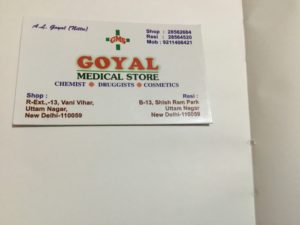 A.L. Goyal (Nittu)
Shop : 28562684
Resi : 28564520
Mob : 9211406421
GMS
GOYAL
MEDICAL STORE
CHEMIST ● DRUGGISTS ● COSMETICS
Shop :
R-Ext.,-13, Vani Vihar,
Uttam Nagar,
New Delhi-110059
Resi :
B-13, Shish Ram Park
Uttam Nagar
New Delhi-110059